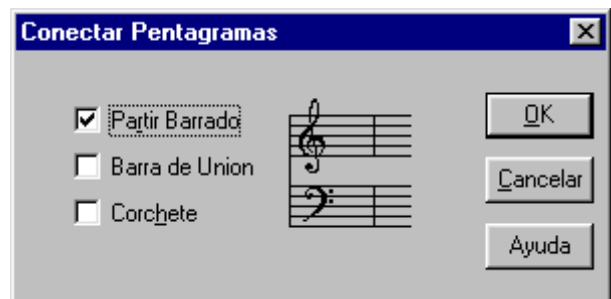 Conectar Pentagramas
Partir Barrado
Barra de Union
Corchete
OK
Cancelar
Ayuda